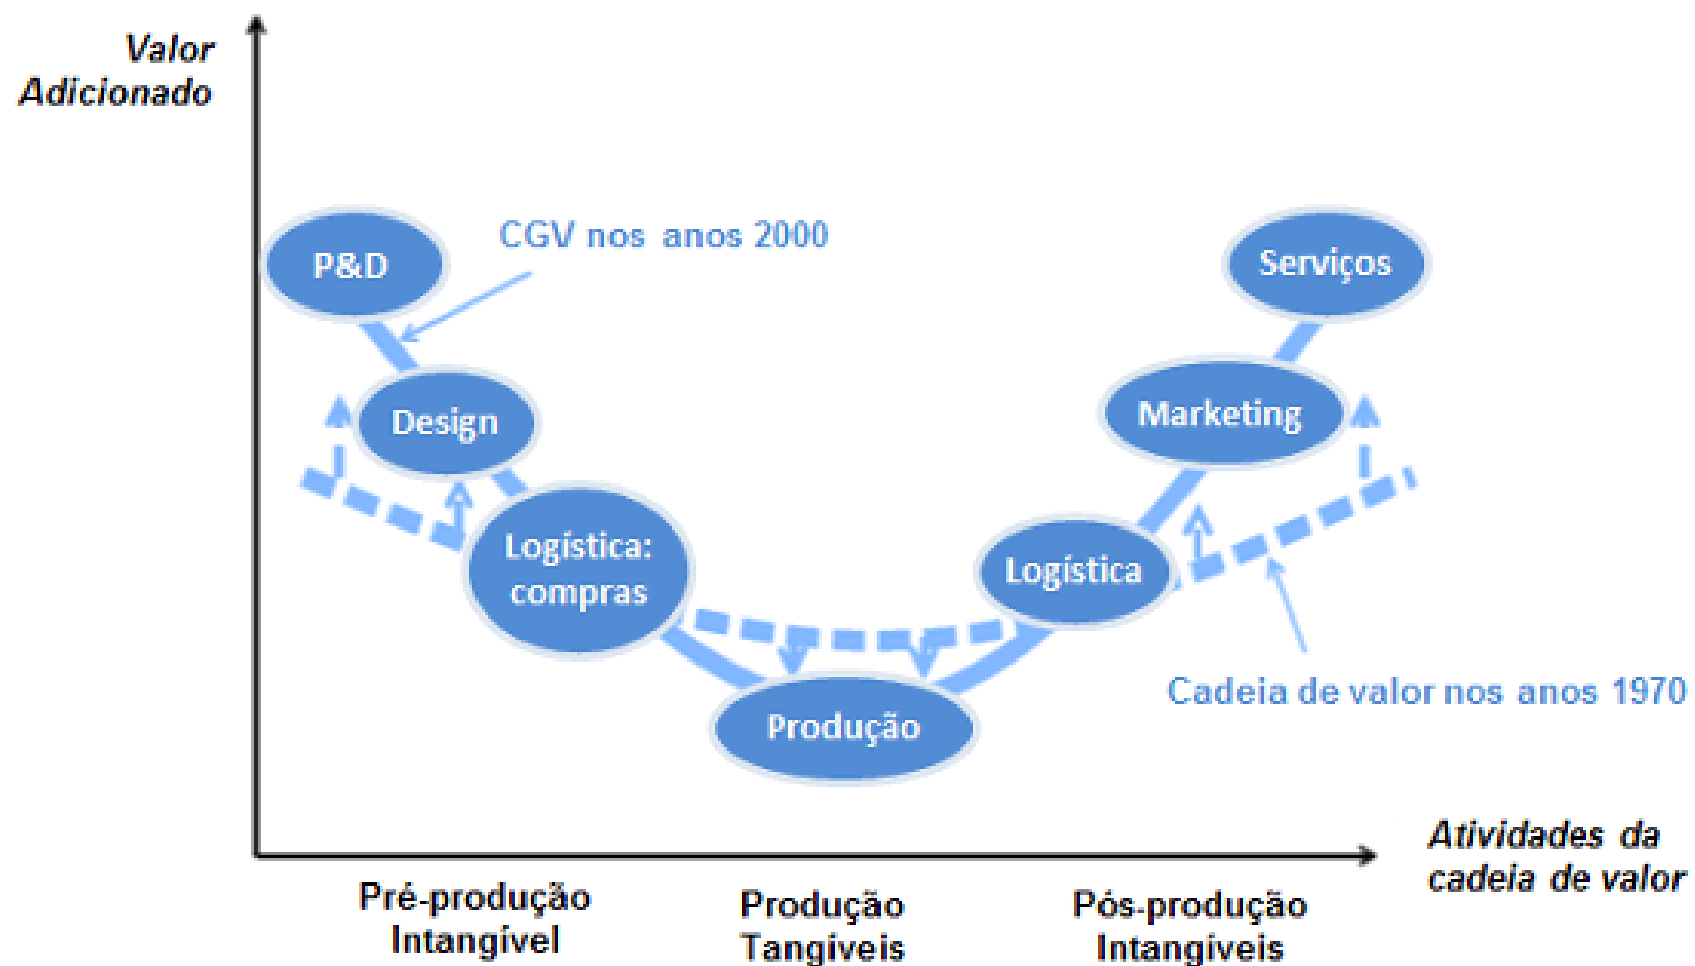 Valor
Adicionado
CGV nos anos 2000
P&D
Serviços
Design
Marketing
Logística:
compras
Logística
Produção
Cadeia de valor nos anos 1970
Atividades da
cadeia de valor
Pré-produção
Intangível
Produção
Tangíveis
Pós-produção
Intangíveis